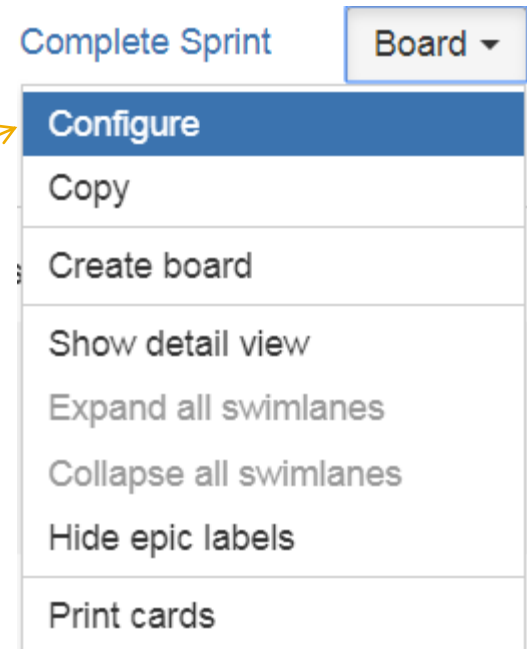 Complete Sprint Board
Configure
Copy
Create board
Show detail view
Expand all swimlanes
Collapse all swimlanes
Hide epic labels
Print cards